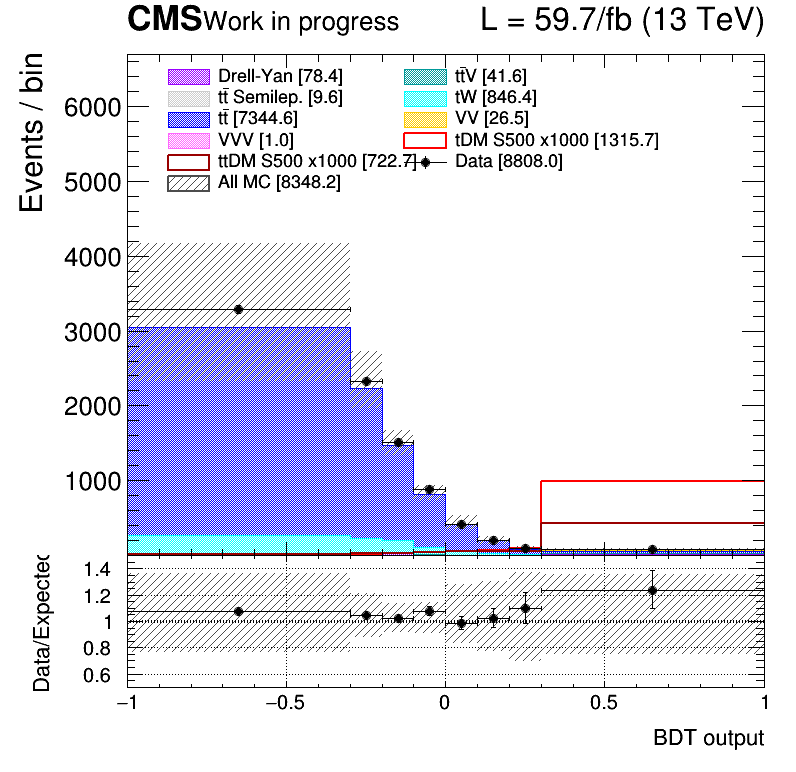 CMS Work in progress L = 59.7/fb (13 TeV)
Events / bin
Drell-Yan [78.4] tt̄V [41.6]
tt̄ Semilep. [9.6] tW [846.4]
tt̄ [7344.6] VV [26.5]
VVV [1.0] tDM S500 x1000 [1315.7]
ttDM S500 x1000 [722.7] Data [8808.0]
All MC [8348.2]
6000
5000
4000
3000
2000
1000
Data/Expected
1.4
1.2
1
0.8
0.6
−1 −0.5 0 0.5 1
BDT output